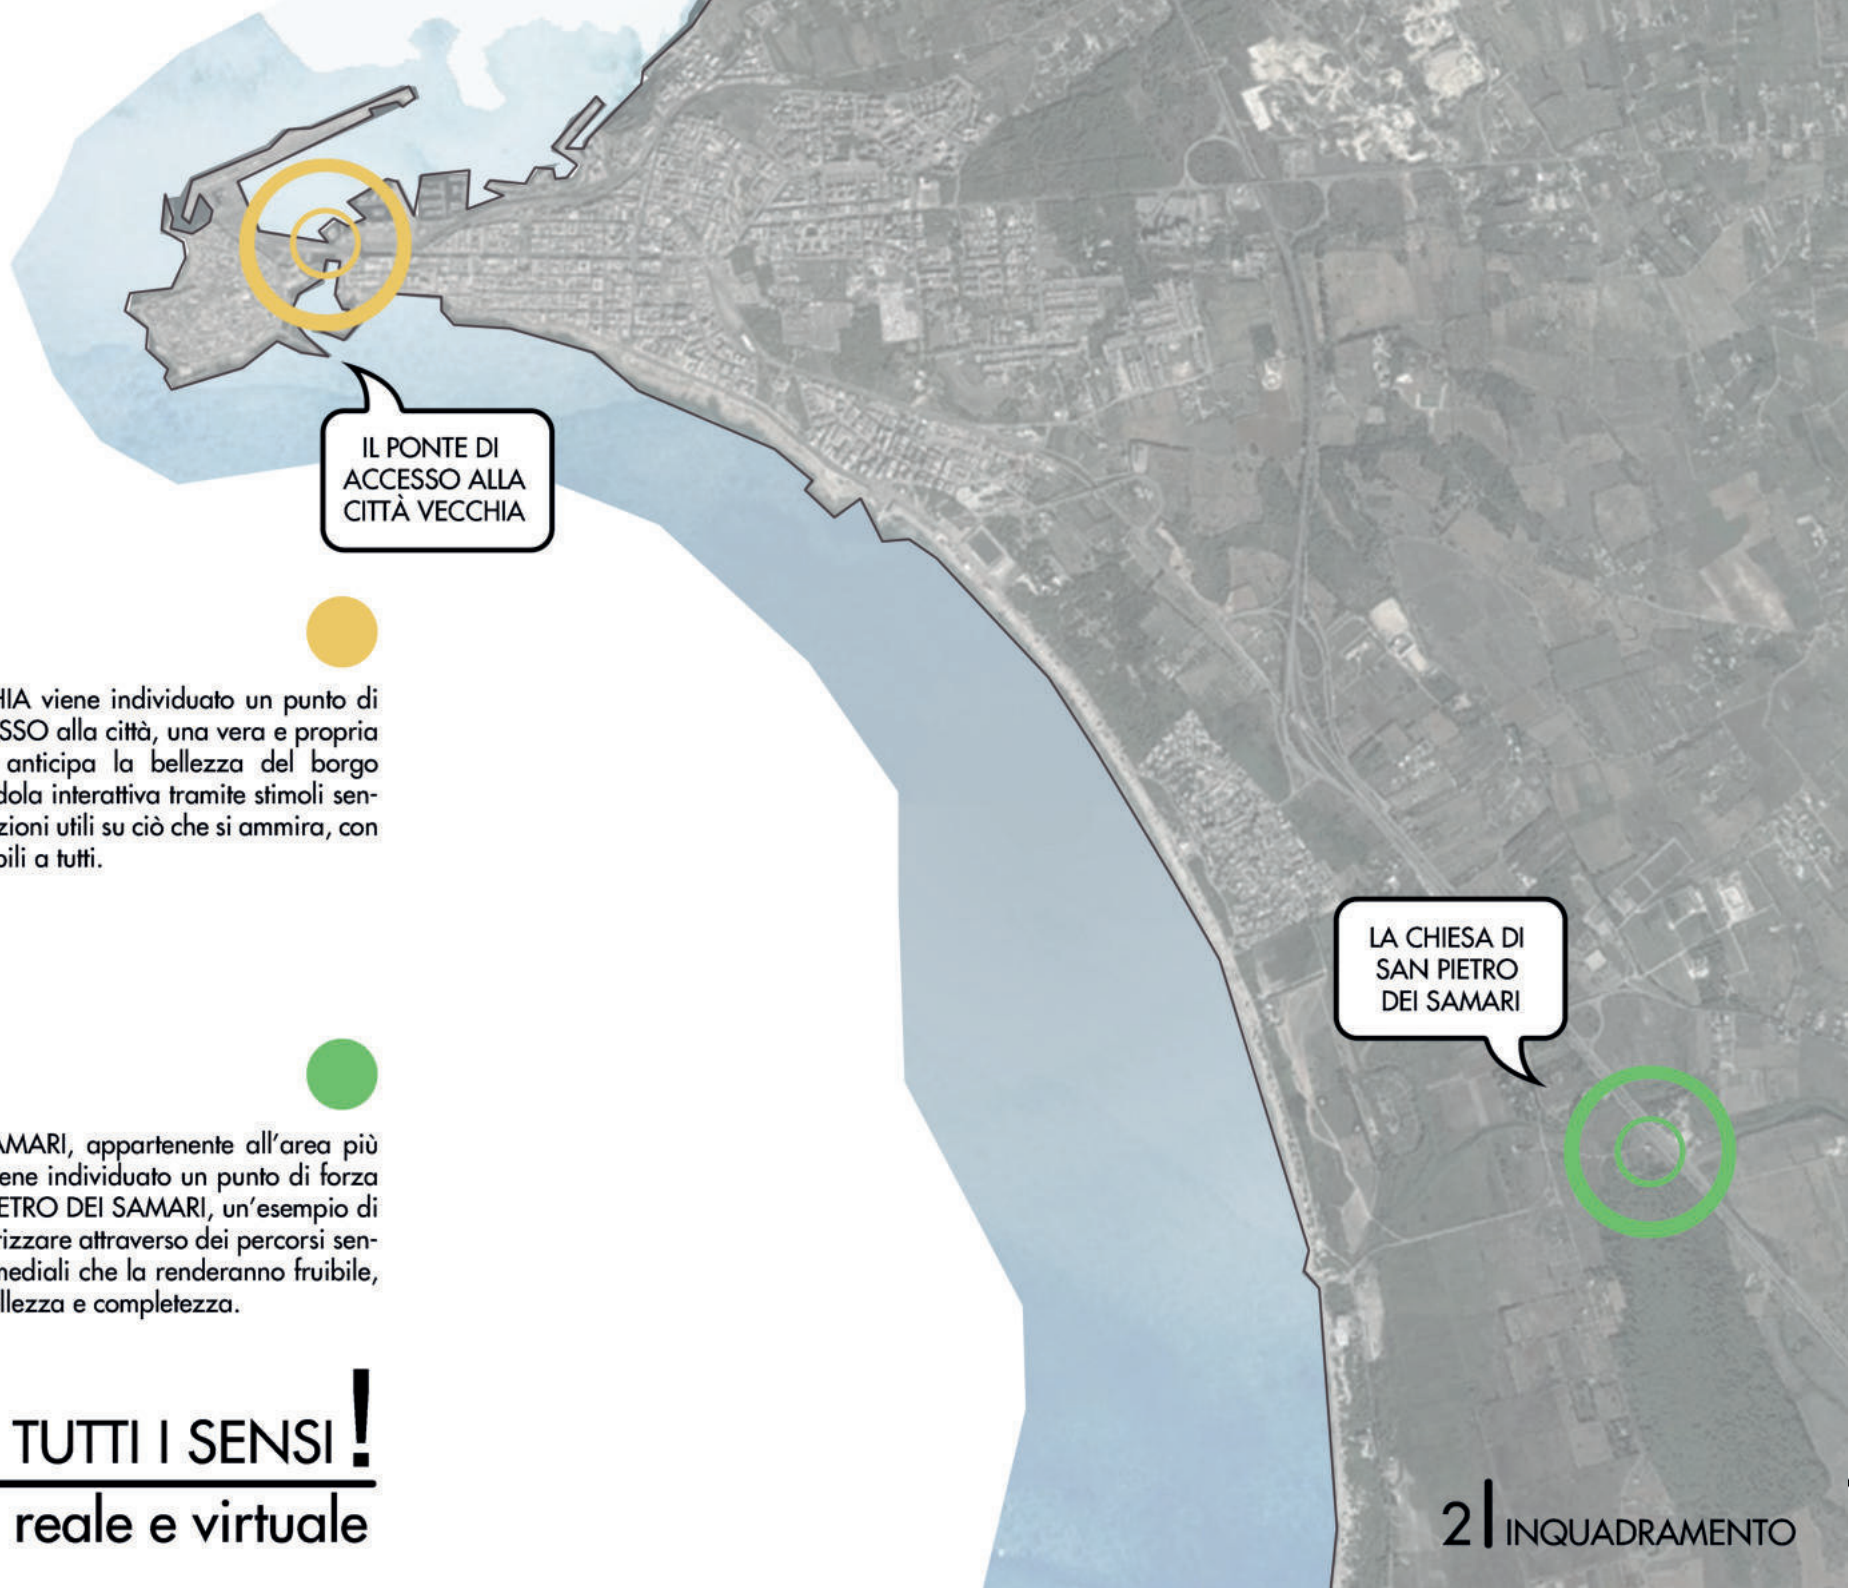 IL PONTE DI
ACCESSO ALLA
CITTÀ VECCHIA
HIA viene individuato un punto di
SSO alla città, una vera e propria
anticipa la bellezza del borgo
dola interattiva tramite stimoli sen-
zioni utili su ciò che si ammira, con
bili a tutti.
LA CHIESA DI
SAN PIETRO
DEI SAMARI
AMARI, appartenente all'area più
ene individuato un punto di forza
ETRO DEI SAMARI, un'esempio di
rizzare attraverso dei percorsi sen-
mediali che la renderanno fruibile,
llezza e completezza.
TUTTI I SENSI!
reale e virtuale
2| INQUADRAMENTO